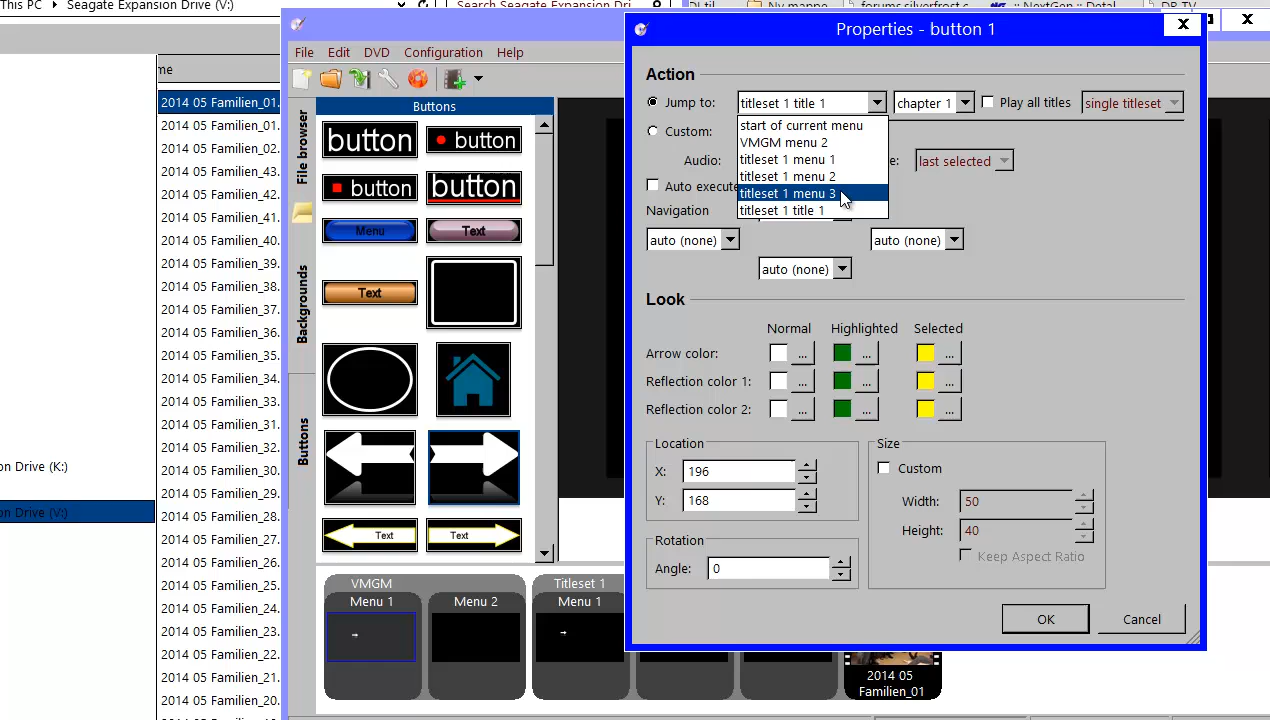 This PC
Seagate Expansion Drive (V:)
Search Seagate Expansion Dri
Ny mappe
forums.silverfrost.c
:: NextGen :: Detal
DR TV
me
2014 05 Familien_01.
2014 05 Familien_01.
2014 05 Familien_02.
2014 05 Familien_43.
2014 05 Familien_42.
2014 05 Familien_41.
2014 05 Familien_40.
2014 05 Familien_39.
2014 05 Familien_38.
2014 05 Familien_37.
2014 05 Familien_36.
2014 05 Familien_35.
2014 05 Familien_34.
2014 05 Familien_33.
2014 05 Familien_31.
2014 05 Familien_32.
2014 05 Familien_30.
2014 05 Familien_29.
2014 05 Familien_28.
2014 05 Familien_27.
2014 05 Familien_26.
2014 05 Familien_25.
2014 05 Familien_24.
2014 05 Familien_23.
2014 05 Familien_22.
2014 05 Familien_21.
2014 05 Familien_20.
on Drive (K:)
on Drive (V:)
File Edit DVD Configuration Help
File browser
Backgrounds
Buttons
Buttons
button
button
button
button
Menu
Text
Text
Text
Text
VMGM
Menu 1
Menu 2
Titleset 1
Menu 1
2014 05
Familien_01
Properties - button 1
X
X
Action
Jump to:
titleset 1 title 1
chapter 1
Play all titles
single titleset
start of current menu
VMGM menu 2
titleset 1 menu 1
titleset 1 menu 2
titleset 1 menu 3
titleset 1 title 1
Custom:
Audio:
e:
last selected
Auto execute
Navigation
auto (none)
auto (none)
auto (none)
Look
Normal Highlighted Selected
Arrow color: ... ... ...
Reflection color 1: ... ... ...
Reflection color 2: ... ... ...
Location
X: 196
Y: 168
Size
Custom
Width: 50
Height: 40
Keep Aspect Ratio
Rotation
Angle: 0
OK
Cancel